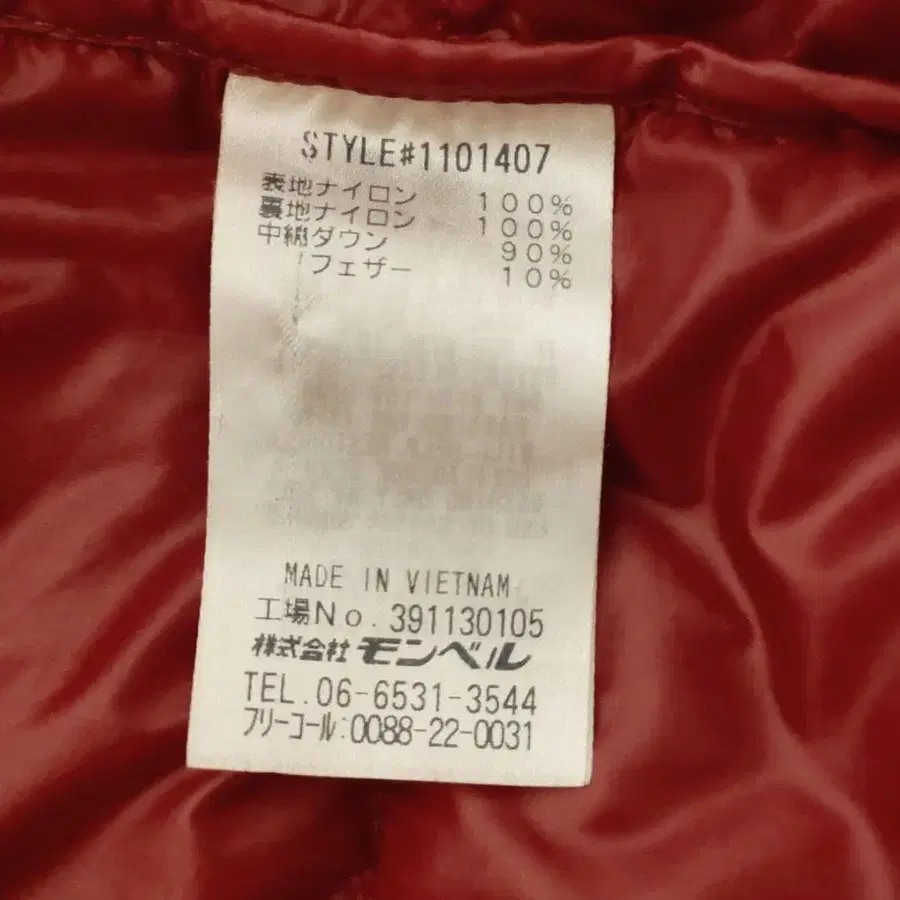 STYLE#1101407
表地ナイロン 100%
裏地ナイロン 100%
中綿ダウン 90%
フェザー 10%
MADE IN VIETNAM
工場No. 391130105
株式会社 モンベル
TEL. 06-6531-3544
フリーコール:0088-22-0031